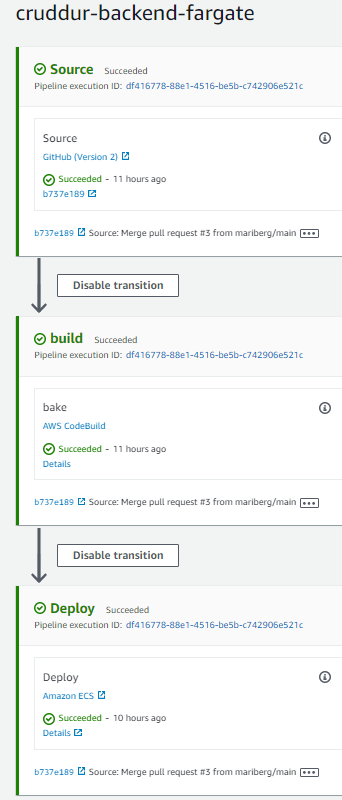 cruddur-backend-fargate
Source Succeeded
Pipeline execution ID: df416778-88e1-4516-be5b-c742906e521c
Source
GitHub (Version 2)
Succeeded - 11 hours ago
b737e189
b737e189 Source: Merge pull request #3 from mariberg/main
Disable transition
build Succeeded
Pipeline execution ID: df416778-88e1-4516-be5b-c742906e521c
bake
AWS CodeBuild
Succeeded - 11 hours ago
Details
b737e189 Source: Merge pull request #3 from mariberg/main
Disable transition
Deploy Succeeded
Pipeline execution ID: df416778-88e1-4516-be5b-c742906e521c
Deploy
Amazon ECS
Succeeded - 10 hours ago
Details
b737e189 Source: Merge pull request #3 from mariberg/main